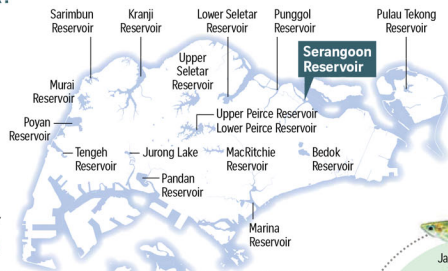 Sarimbun
Reservoir
Kranji
Reservoir
Lower Seletar
Reservoir
Punggol
Reservoir
Pulau Tekong
Reservoir
Serangoon
Reservoir
Upper
Seletar
Reservoir
Murai
Reservoir
Upper Peirce Reservoir
Lower Peirce Reservoir
Poyan
Reservoir
Tengeh
Reservoir
Jurong Lake
MacRitchie
Reservoir
Bedok
Reservoir
Pandan
Reservoir
Marina
Reservoir
Ja